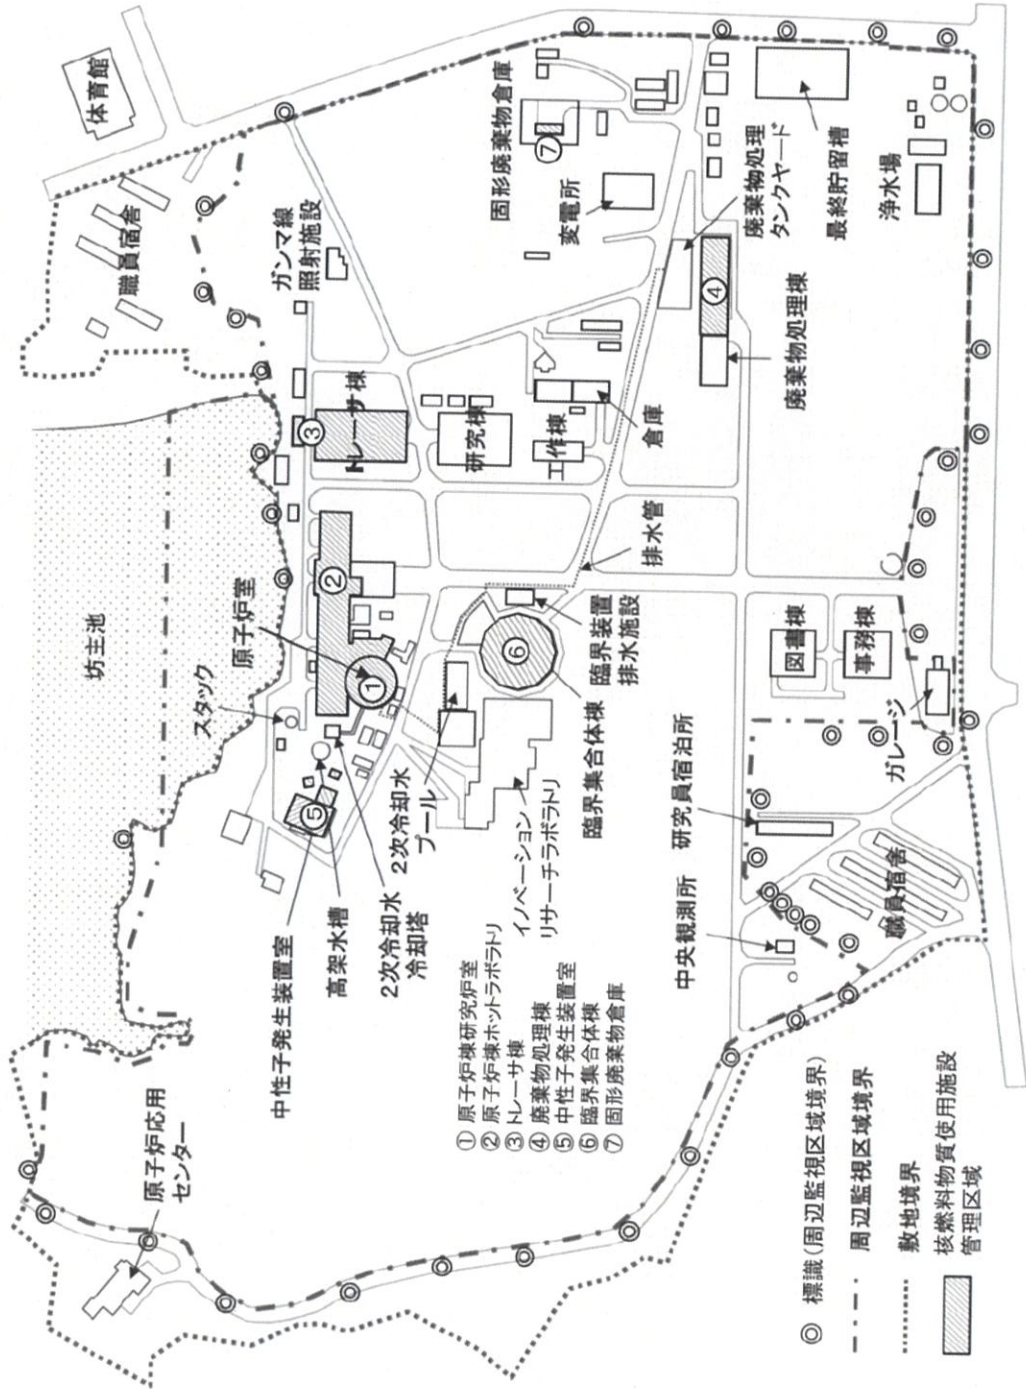 体育館
職員宿舎
ガンマ線
照射施設
固形廃棄物倉庫
⑦
変電所
廃棄物処理
タンクヤード
最終貯留槽
浄水場
③
トレーサ棟
研究棟
工作棟
倉庫
④
廃棄物処理棟
坊主池
原子炉室
スタック
②
①
⑤
⑥
排水管
臨界装置
排水施設
臨界集合体棟
図書棟
事務棟
ガレージ
中性子発生装置室
高架水槽
2次冷却水
冷却塔
2次冷却水
プール
イノベーション
リサーチラボラトリ
研究員宿泊所
中央観測所
職員宿舎
原子炉応用
センター
① 原子炉棟研究炉室
② 原子炉棟ホットラボラトリ
③ トレーサ棟
④ 廃棄物処理棟
⑤ 中性子発生装置室
⑥ 臨界集合体棟
⑦ 固形廃棄物倉庫
◎ 標識(周辺監視区域境界)
周辺監視区域境界
敷地境界
核燃料物質使用施設
管理区域